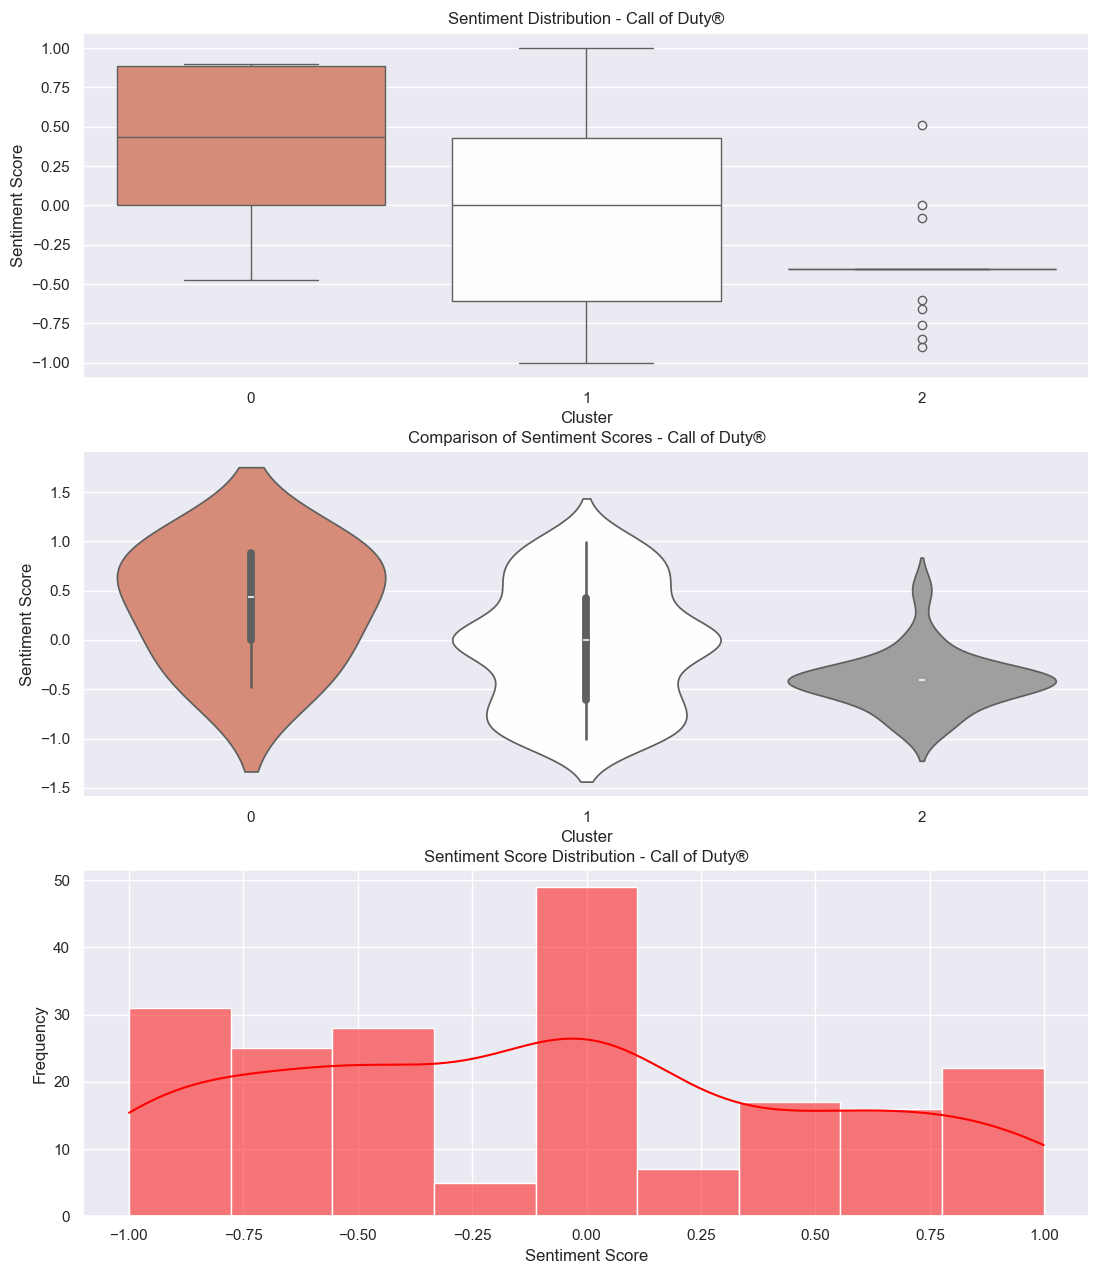 Sentiment Distribution - Call of Duty®
1.00
0.75
0.50
0.25
0.00
−0.25
−0.50
−0.75
−1.00
Sentiment Score
0 1 2
Cluster
Comparison of Sentiment Scores - Call of Duty®
1.5
1.0
0.5
0.0
−0.5
−1.0
−1.5
Sentiment Score
0 1 2
Cluster
Sentiment Score Distribution - Call of Duty®
50
40
30
20
10
0
Frequency
−1.00 −0.75 −0.50 −0.25 0.00 0.25 0.50 0.75 1.00
Sentiment Score